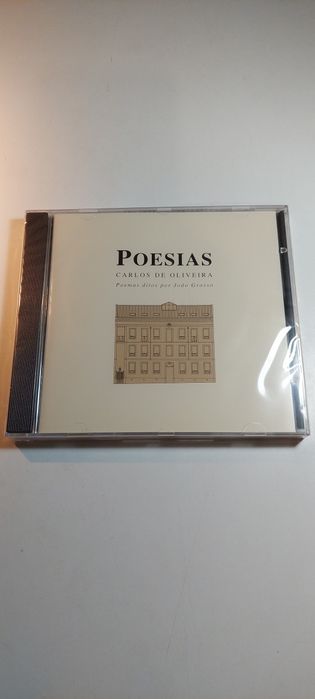 POESIAS
CARLOS DE OLIVEIRA
Poemas ditos por João Grosso